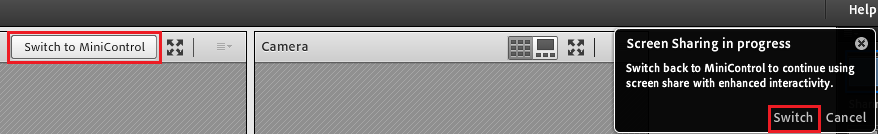 Help
Switch to MiniControl
Camera
Screen Sharing in progress
Switch back to MiniControl to continue using
screen share with enhanced interactivity.
Switch Cancel